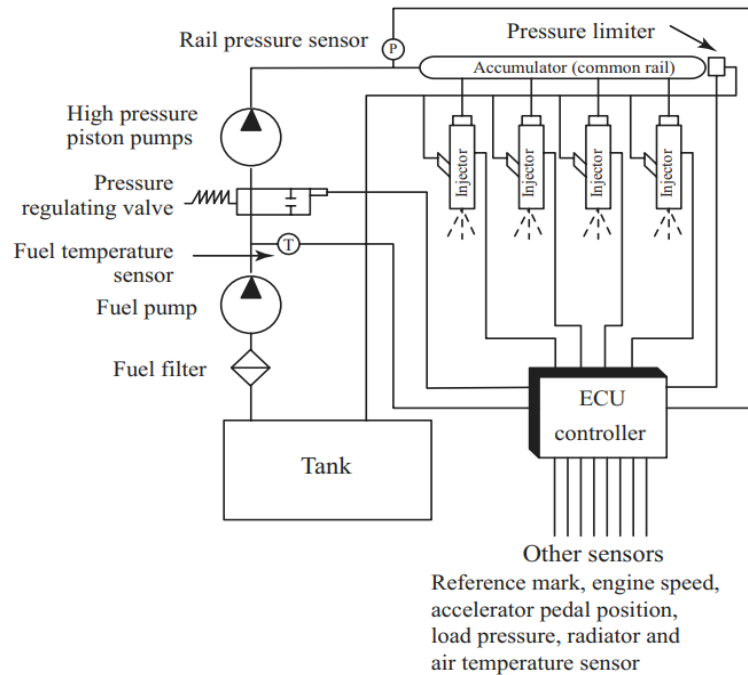 Rail pressure sensor
P
Pressure limiter
Accumulator (common rail)
High pressure
piston pumps
Injector
Injector
Injector
Injector
Pressure
regulating valve
Fuel temperature
sensor
T
Fuel pump
Fuel filter
ECU
controller
Tank
Other sensors
Reference mark, engine speed,
accelerator pedal position,
load pressure, radiator and
air temperature sensor